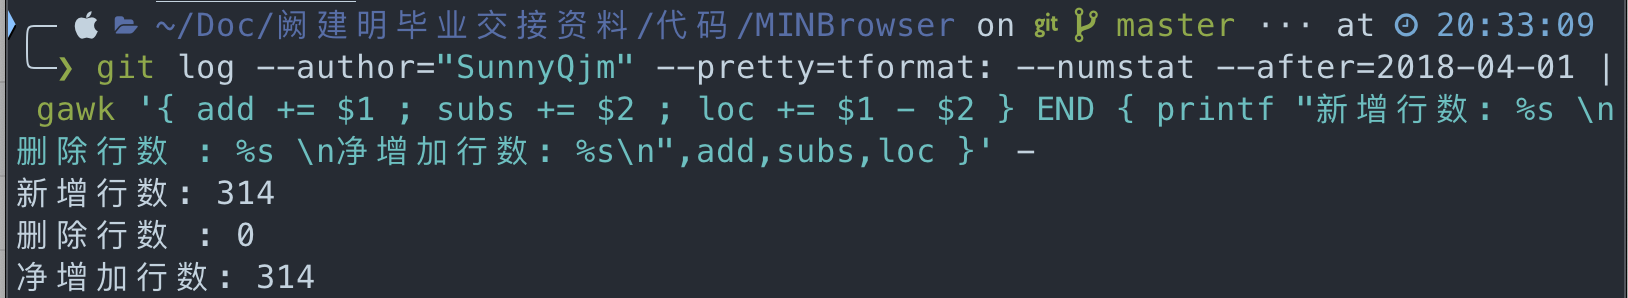 ~/Doc/阙建明毕业交接资料/代码/MINBrowser on git master ··· at 20:33:09
❯ git log --author="SunnyQjm" --pretty=tformat: --numstat --after=2018-04-01 |
gawk '{ add += $1 ; subs += $2 ; loc += $1 - $2 } END { printf "新增行数: %s \n
删除行数 : %s \n净增加行数: %s\n",add,subs,loc }' -
新增行数: 314
删除行数 : 0
净增加行数: 314